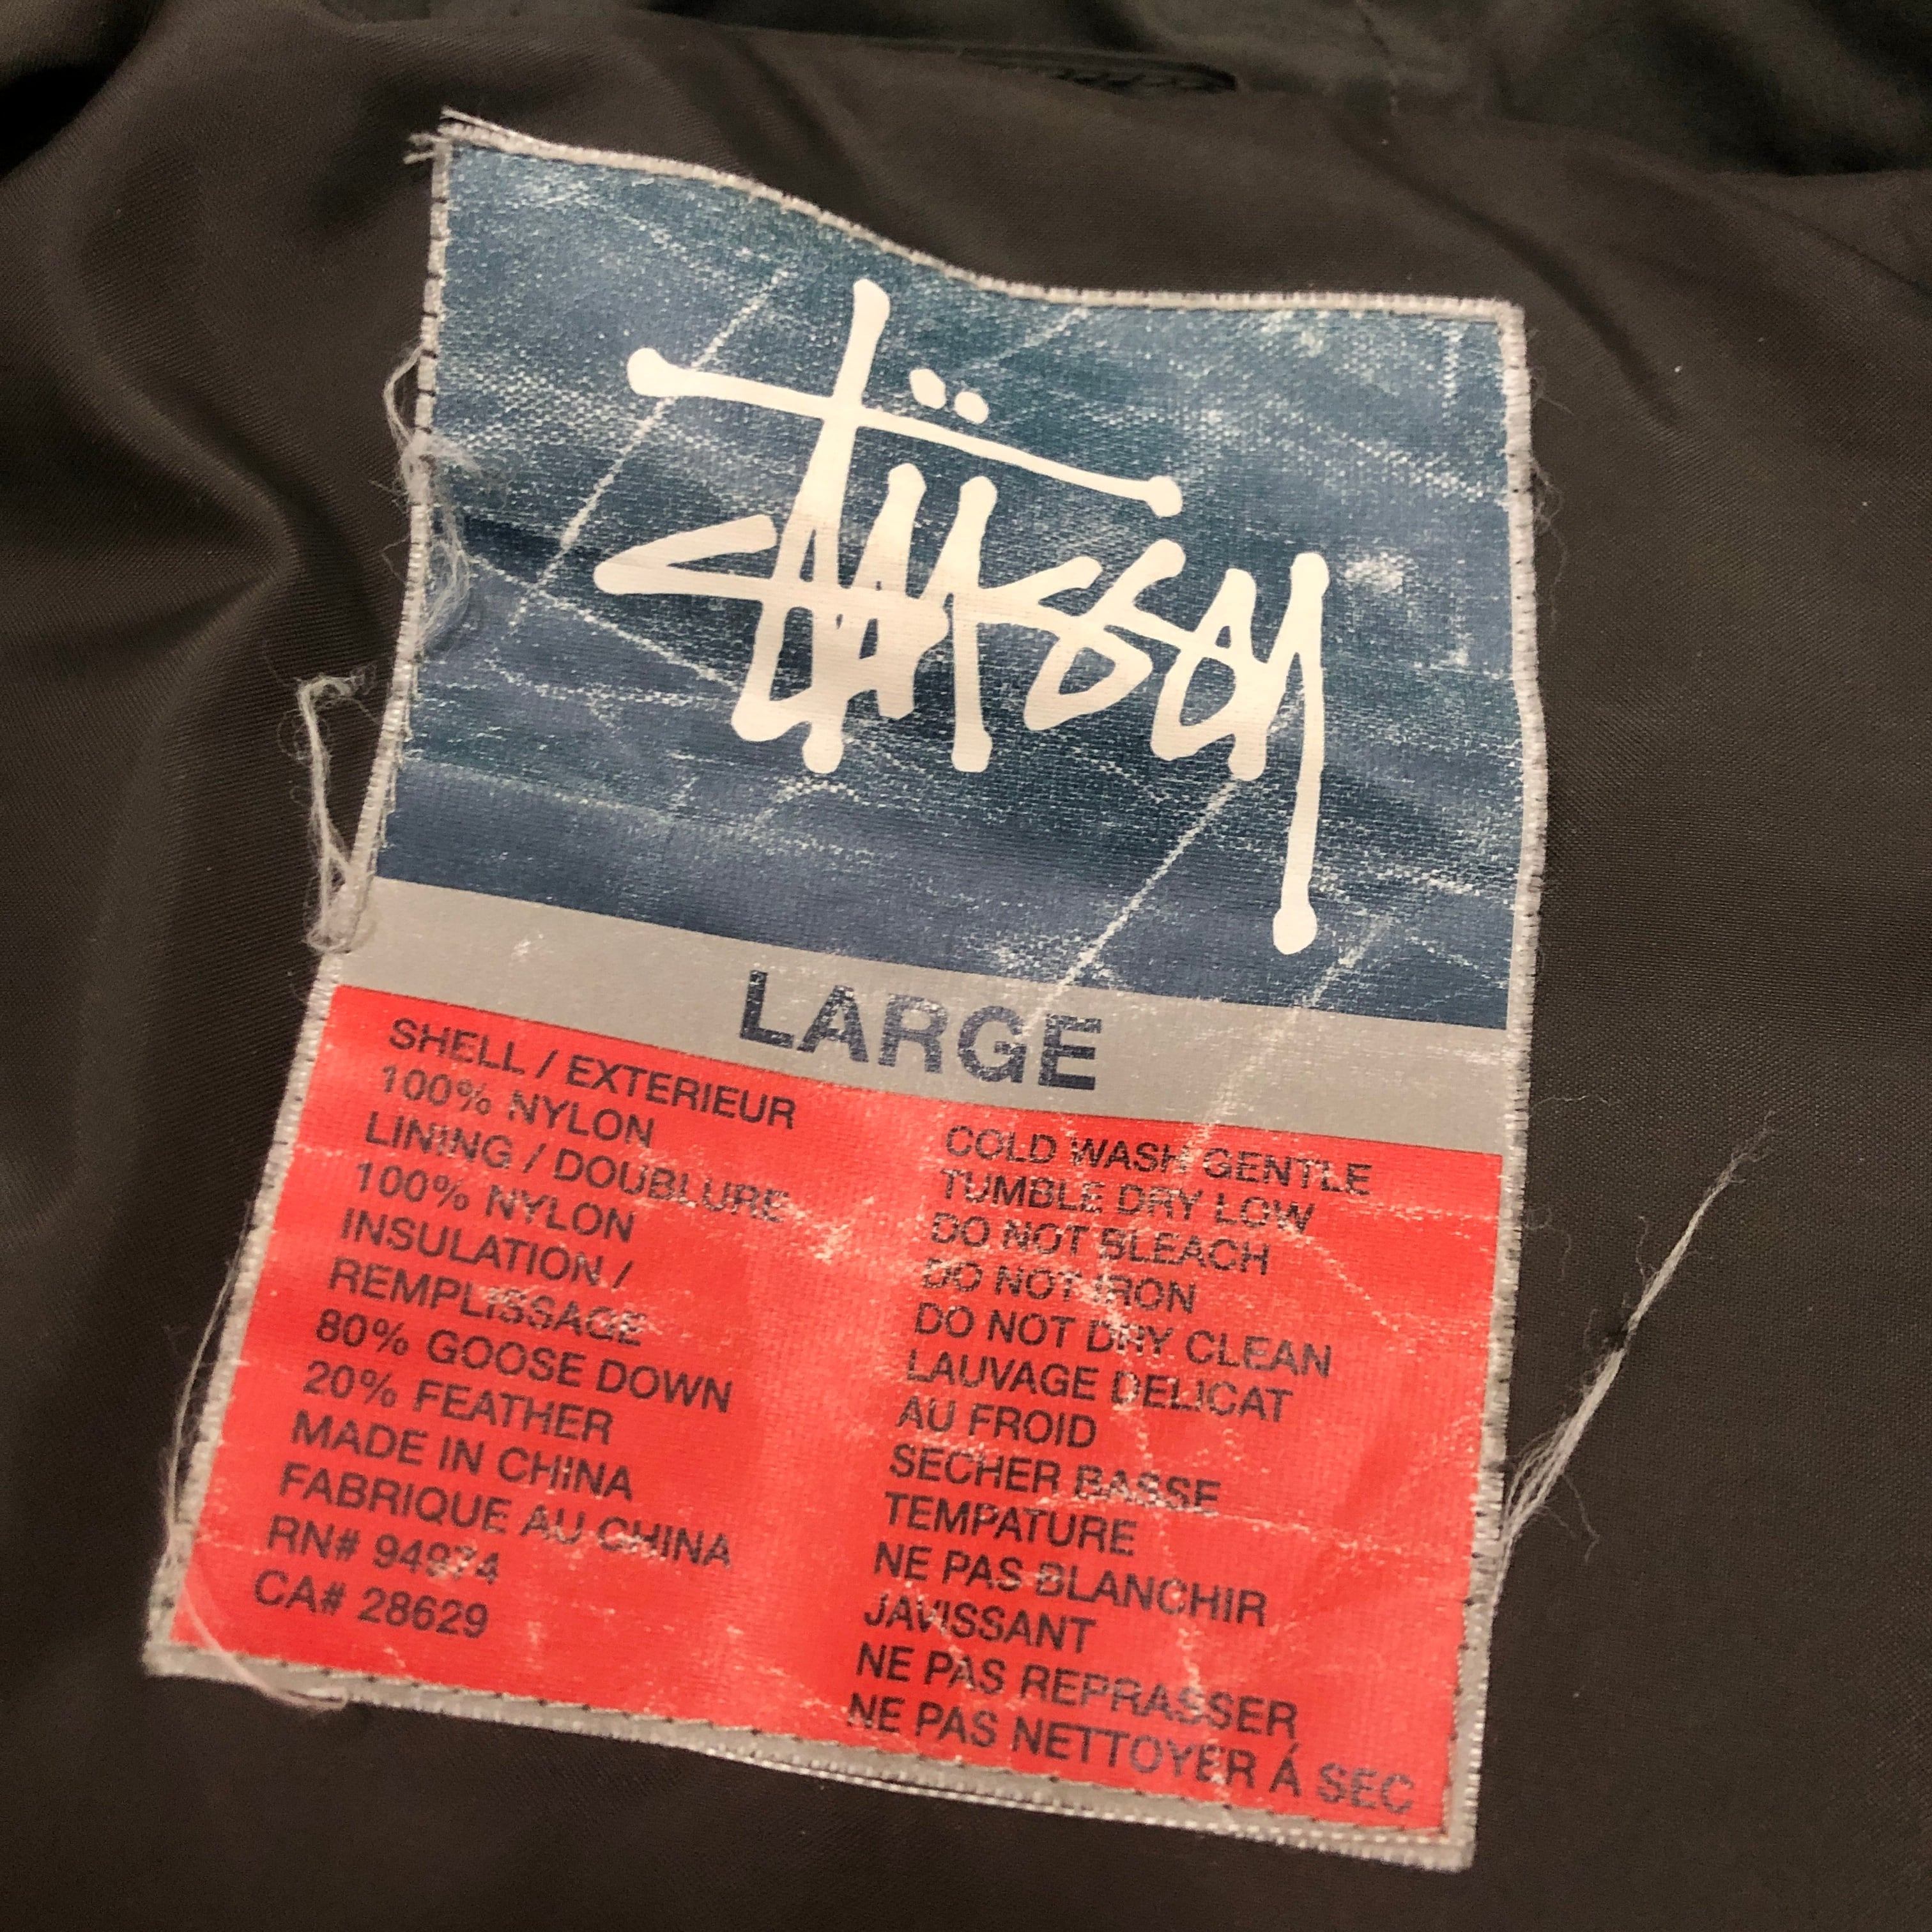 Stüssy
LARGE
SHELL / EXTERIEUR
100% NYLON
LINING / DOUBLURE
100% NYLON
INSULATION /
REMPLISSAGE
80% GOOSE DOWN
20% FEATHER
MADE IN CHINA
FABRIQUE AU CHINA
RN# 94974
CA# 28629
COLD WASH GENTLE
TUMBLE DRY LOW
DO NOT BLEACH
DO NOT IRON
DO NOT DRY CLEAN
LAUVAGE DELICAT
AU FROID
SECHER BASSE
TEMPATURE
NE PAS BLANCHIR
JAVISSANT
NE PAS REPRASSER
NE PAS NETTOYER Á SEC